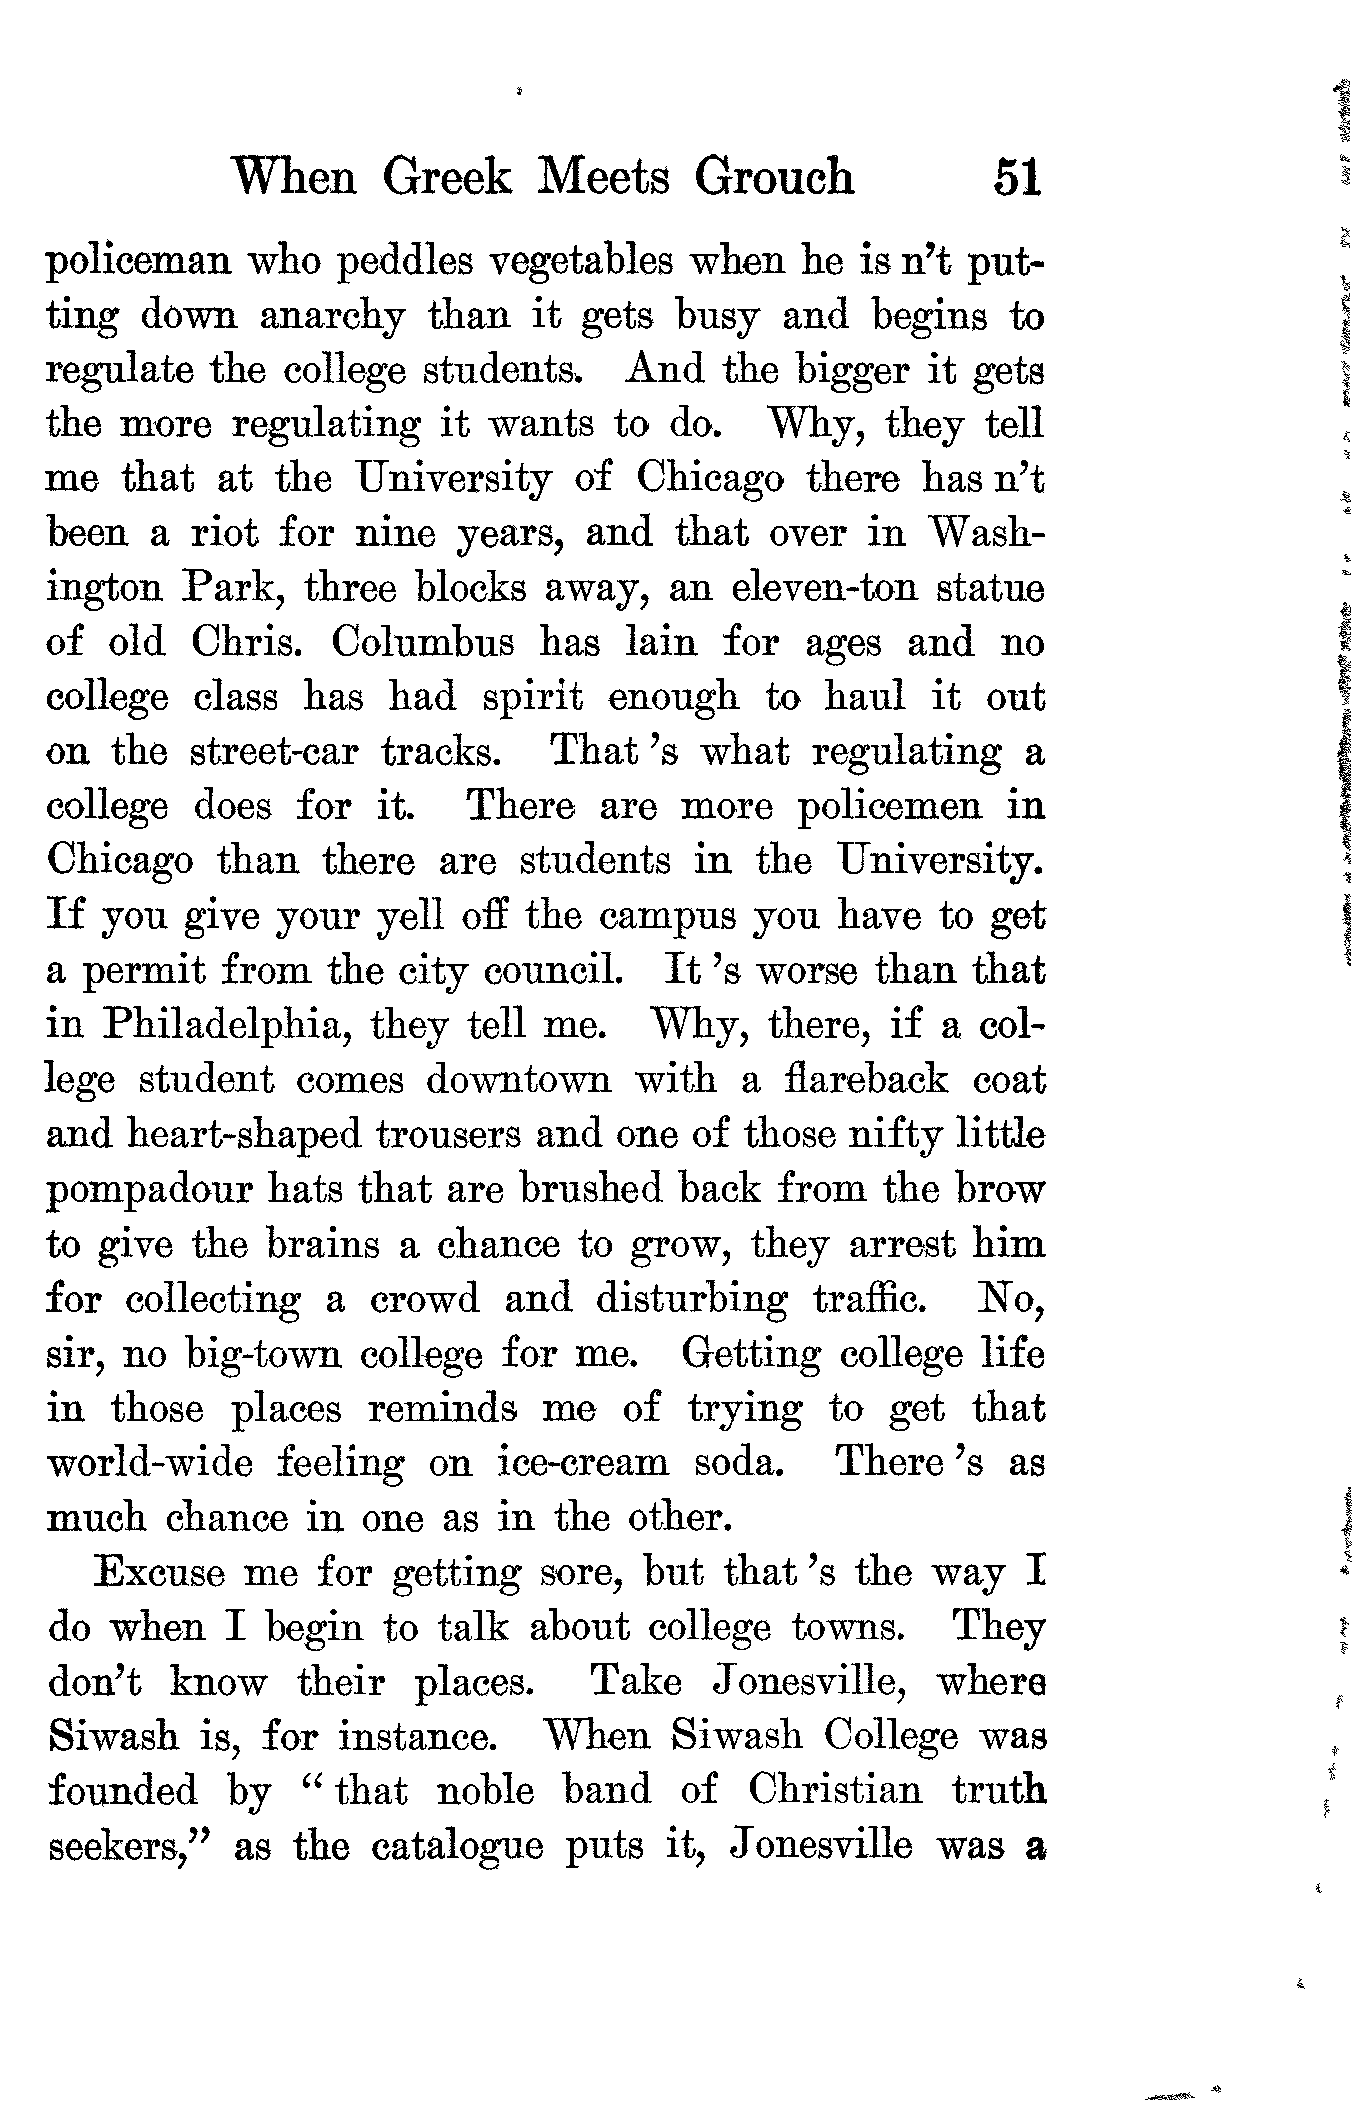 When Greek Meets Grouch 51
policeman who peddles vegetables when he is n't put-
ting down anarchy than it gets busy and begins to
regulate the college students. And the bigger it gets
the more regulating it wants to do. Why, they tell
me that at the University of Chicago there has n't
been a riot for nine years, and that over in Wash-
ington Park, three blocks away, an eleven-ton statue
of old Chris. Columbus has lain for ages and no
college class has had spirit enough to haul it out
on the street-car tracks. That 's what regulating a
college does for it. There are more policemen in
Chicago than there are students in the University.
If you give your yell off the campus you have to get
a permit from the city council. It 's worse than that
in Philadelphia, they tell me. Why, there, if a col-
lege student comes downtown with a flareback coat
and heart-shaped trousers and one of those nifty little
pompadour hats that are brushed back from the brow
to give the brains a chance to grow, they arrest him
for collecting a crowd and disturbing traffic. No,
sir, no big-town college for me. Getting college life
in those places reminds me of trying to get that
world-wide feeling on ice-cream soda. There 's as
much chance in one as in the other.
Excuse me for getting sore, but that 's the way I
do when I begin to talk about college towns. They
don't know their places. Take Jonesville, where
Siwash is, for instance. When Siwash College was
founded by " that noble band of Christian truth
seekers," as the catalogue puts it, Jonesville was a